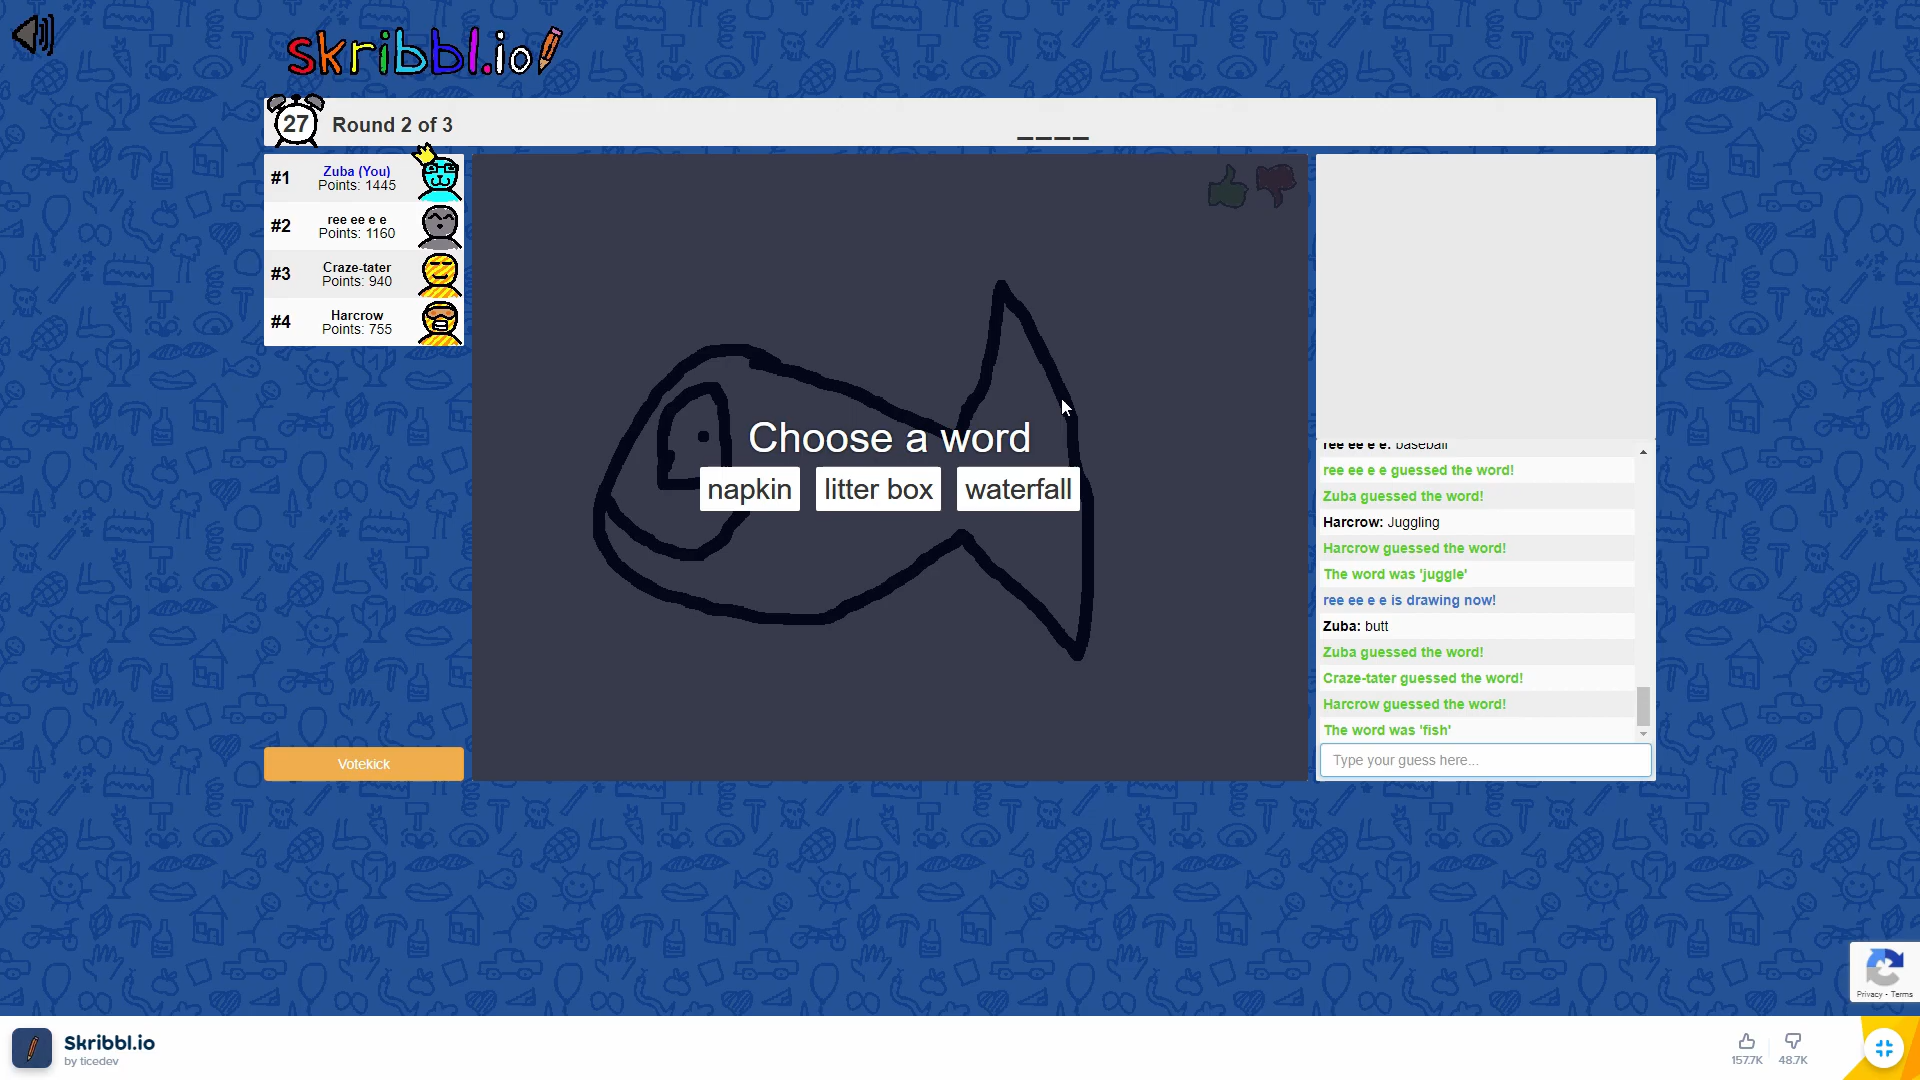 skribbl.io
27
Round 2 of 3
____
#1
Zuba (You)
Points: 1445
#2
ree ee e e
Points: 1160
#3
Craze-tater
Points: 940
#4
Harcrow
Points: 755
Votekick
Choose a word
napkin
litter box
waterfall
ree ee e e: baseball
ree ee e e guessed the word!
Zuba guessed the word!
Harcrow: Juggling
Harcrow guessed the word!
The word was 'juggle'
ree ee e e is drawing now!
Zuba: butt
Zuba guessed the word!
Craze-tater guessed the word!
Harcrow guessed the word!
The word was 'fish'
Type your guess here...
Privacy - Terms
Skribbl.io
by ticedev
157.7K
48.7K